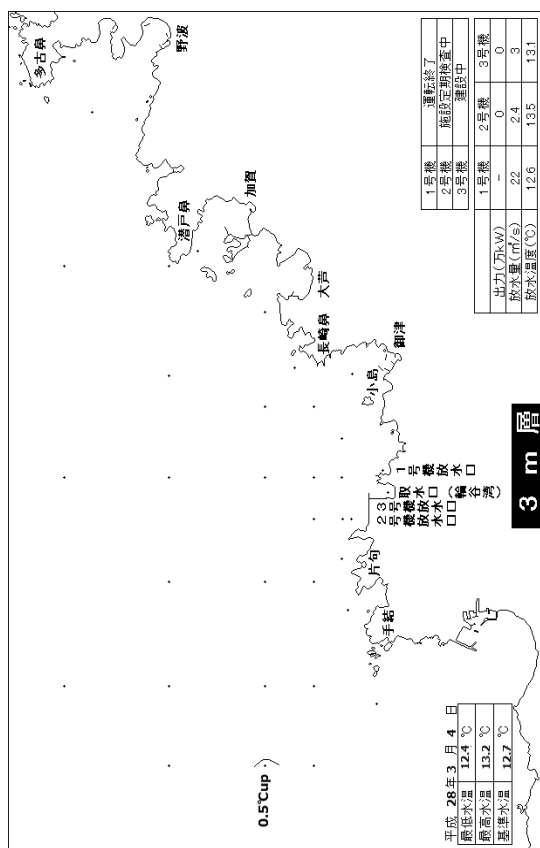 多古鼻
野波
潜戸鼻
加賀
大芦
長崎鼻
御津
小島
1号機放水口
取水口(輪谷湾)
3号機放水口
2号機放水口
片句
手結
0.5℃up
3m層
1号機 運転終了
2号機 施設定期検査中
3号機 建設中
1号機 2号機 3号機
出力(万kW) － 0 0
放水量(m³/s) 22 2.4 3
放水温度(℃) 12.6 13.5 13.1
平成 28年 3月 4日
最低水温 12.4 ℃
最高水温 13.2 ℃
基準水温 12.7 ℃